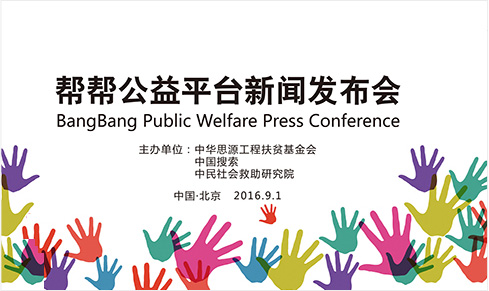 帮帮公益平台新闻发布会
BangBang Public Welfare Press Conference
主办单位：中华思源工程扶贫基金会
中国搜索
中民社会救助研究院
中国·北京 2016.9.1